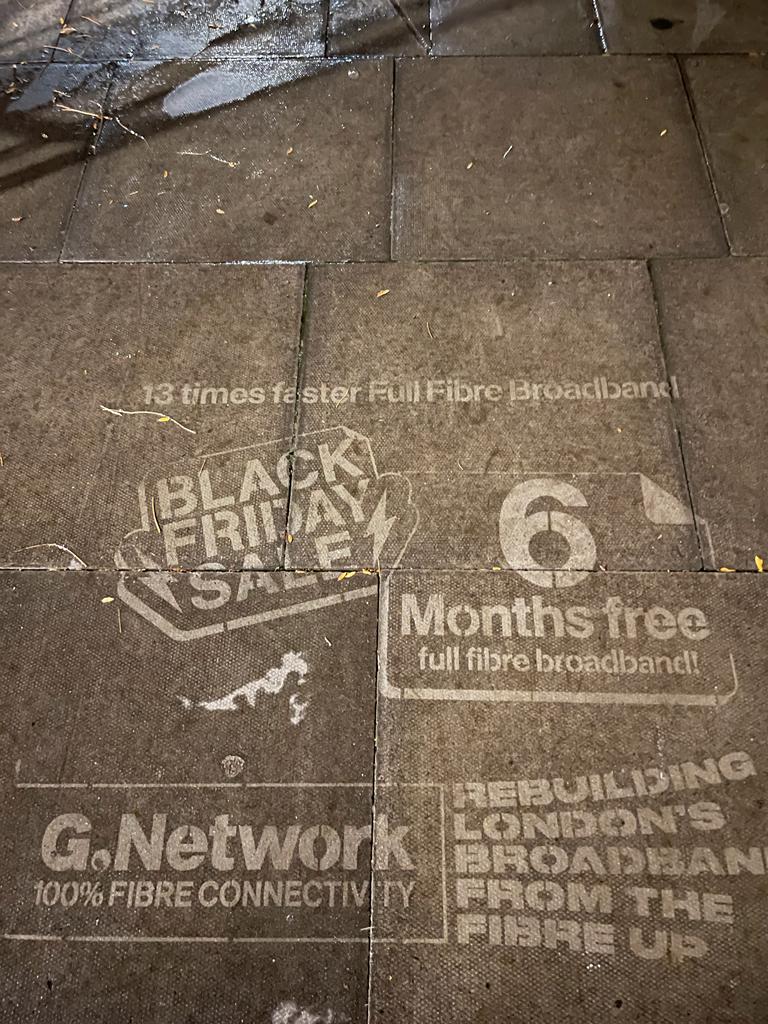 13 times faster Full Fibre Broadband
BLACK
FRIDAY
SALE
6
Months free
full fibre broadband!
G.Network
100% FIBRE CONNECTIVITY
REBUILDING
LONDON'S
BROADBAN
FROM THE
FIBRE UP